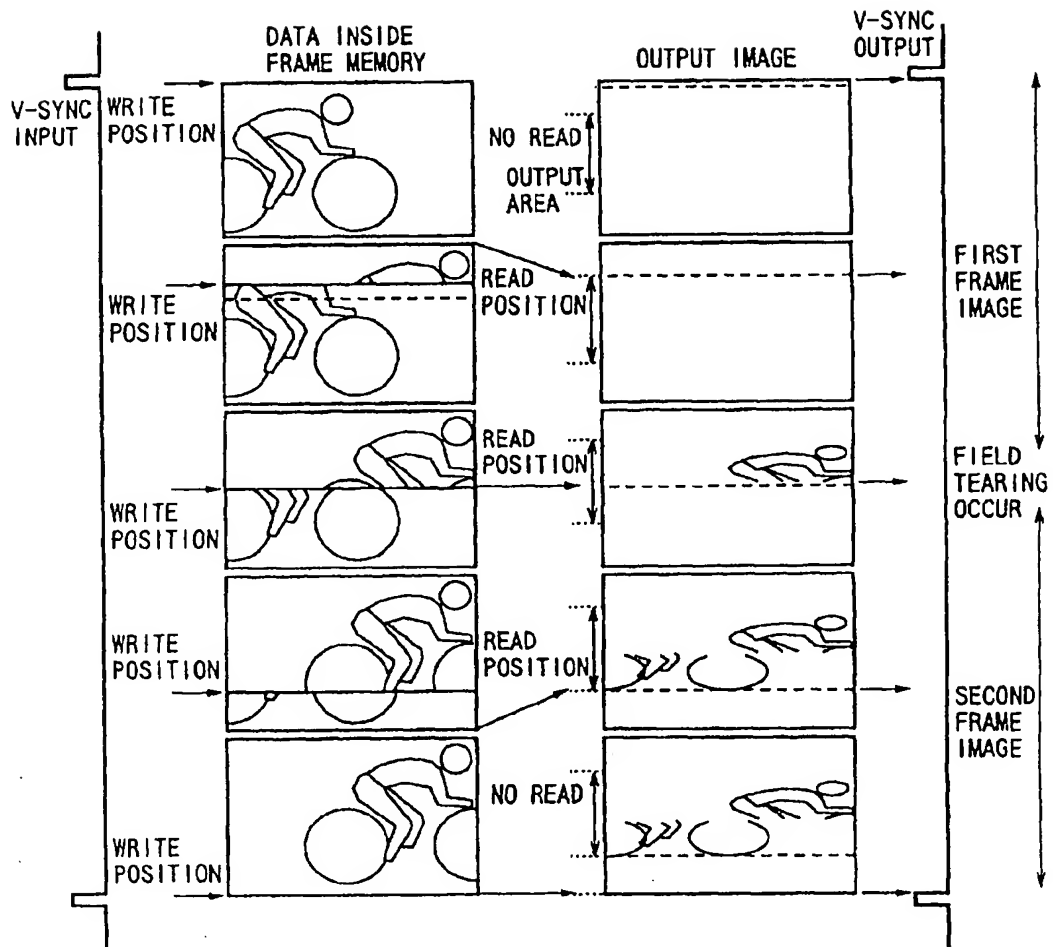 DATA INSIDE
FRAME MEMORY
OUTPUT IMAGE
V-SYNC
OUTPUT
V-SYNC
INPUT
WRITE
POSITION
NO READ
OUTPUT
AREA
WRITE
POSITION
READ
POSITION
FIRST
FRAME
IMAGE
WRITE
POSITION
READ
POSITION
FIELD
TEARING
OCCUR
WRITE
POSITION
READ
POSITION
SECOND
FRAME
IMAGE
WRITE
POSITION
NO READ